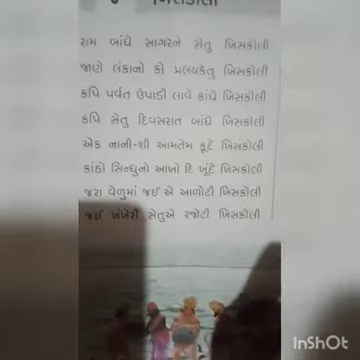 ખિસકોલી
રામ બાંધે સાગરને સેતુ ખિસકોલી
જાણે લંકાનો કો પ્રલયકેતુ ખિસકોલી
કપિ પર્વત ઉપાડી લાવે કાંધે ખિસકોલી
કપિ સેતુ દિવસરાત બાંધે ખિસકોલી
એક નાની-શી આમતેમ કૂદે ખિસકોલી
કાંઠો સિન્ધુનો આખો દિ ખૂંદે ખિસકોલી
જરા વેળુમાં જઈ એ આળોટી ખિસકોલી
જઈ ખંખેરી સેતુએ રજોટી ખિસકોલી
InShOt